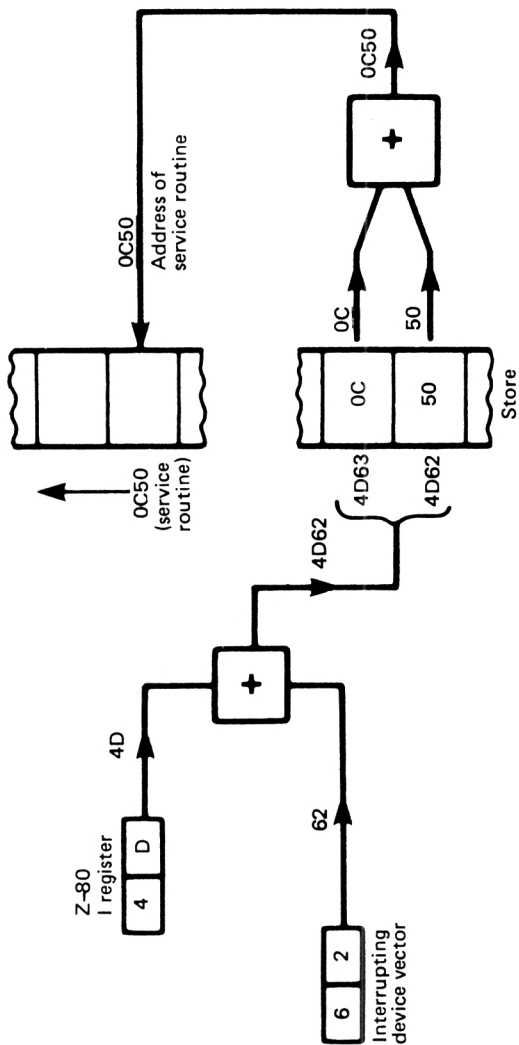 Z-80
I register
4 D
4D
6 2
Interrupting
device vector
62
+
4D62
0C50
(service
routine)
0C50
Address of
service routine
4D63
4D62
0C
50
Store
0C
50
+
0C50